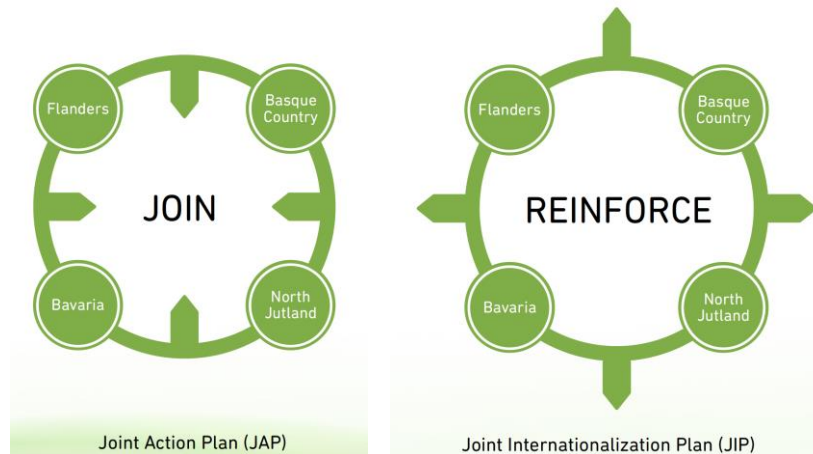 Flanders
Basque
Country
JOIN
Bavaria
North
Jutland
Joint Action Plan (JAP)
Flanders
Basque
Country
REINFORCE
Bavaria
North
Jutland
Joint Internationalization Plan (JIP)